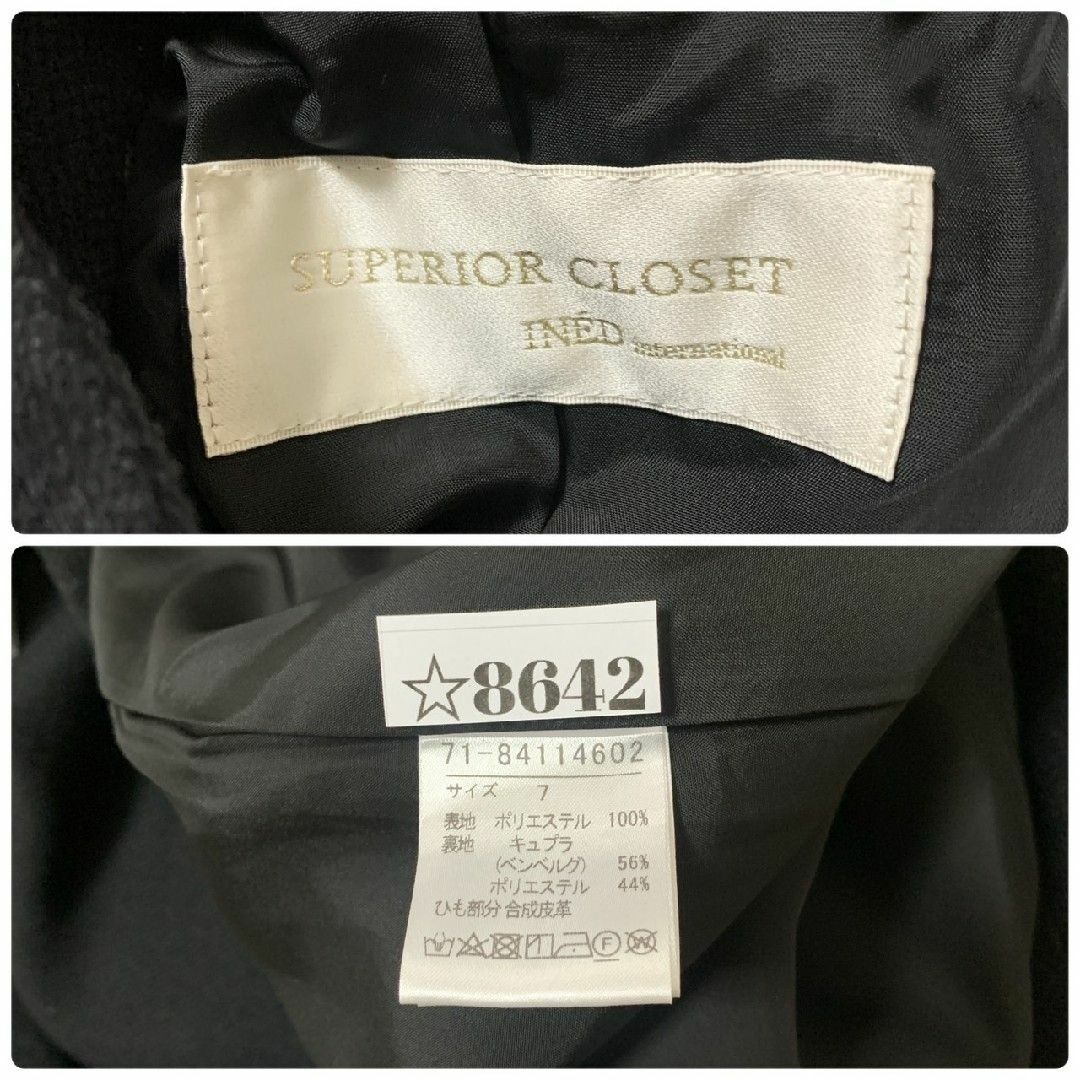 SUPERIOR CLOSET
INÉD international
☆8642
71-84114602
サイズ 7
表地 ポリエステル 100%
裏地 キュプラ
(ベンベルグ) 56%
ポリエステル 44%
ひも部分 合成皮革
F W